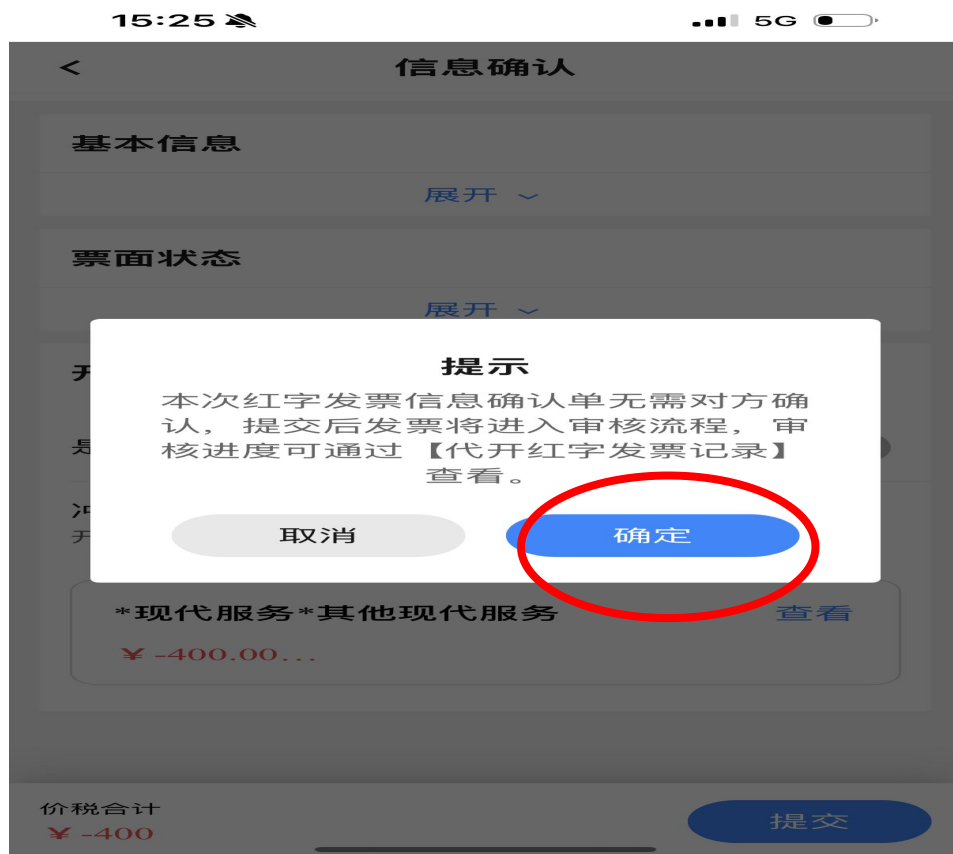 15:25
5G
<
信息确认
基本信息
展开
票面状态
展开
提示
本次红字发票信息确认单无需对方确
认，提交后发票将进入审核流程，审
核进度可通过【代开红字发票记录】
查看。
取消
确定
*现代服务*其他现代服务
查看
¥ -400.00...
价税合计
¥ -400
提交